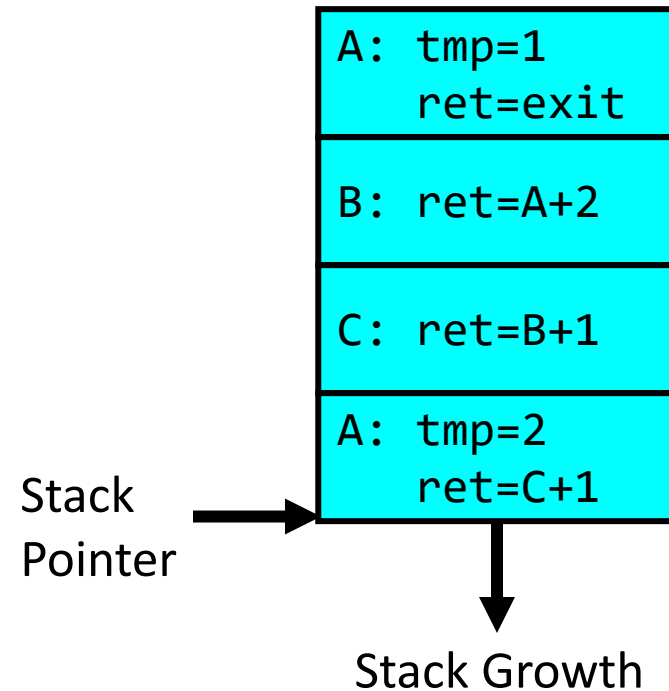 A: tmp=1
ret=exit
B: ret=A+2
C: ret=B+1
A: tmp=2
ret=C+1
Stack
Pointer
Stack Growth